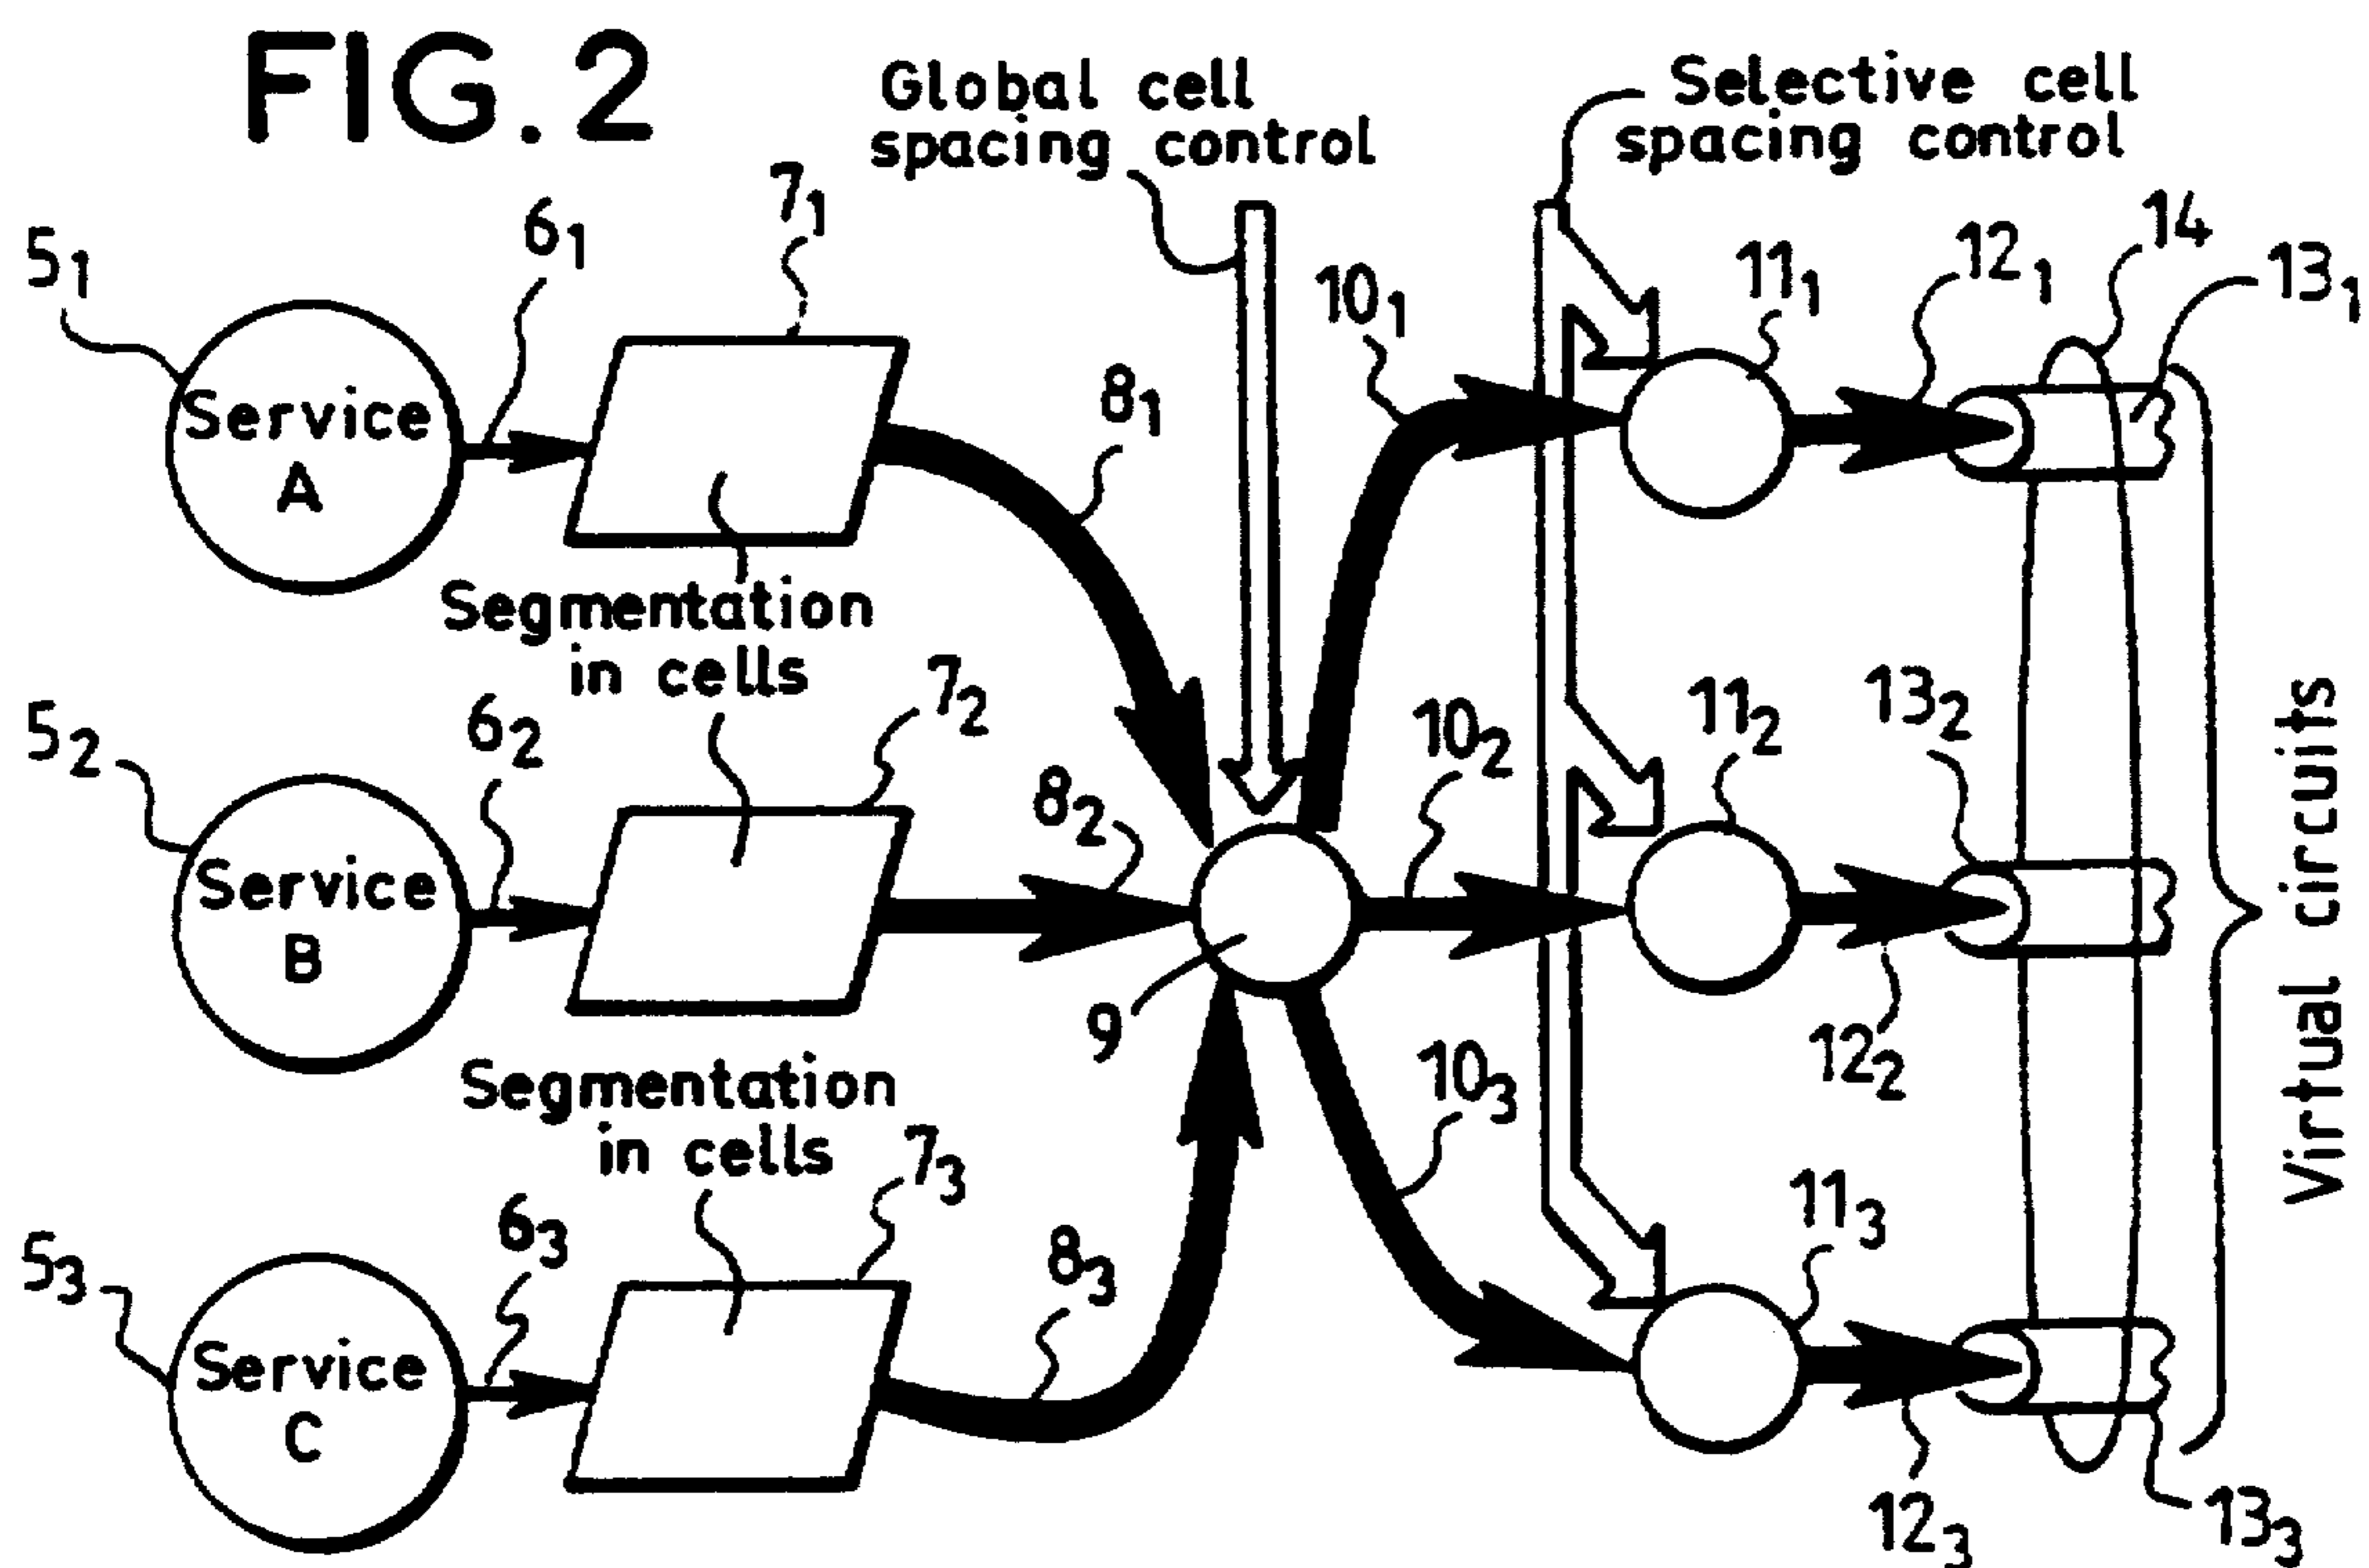 FIG. 2
Global cell
spacing control
Selective cell
spacing control
5₁
6₁
7₁
8₁
10₁
11₁
12₁
14
13₁
Service
A
Segmentation
in cells
5₂
6₂
7₂
8₂
10₂
11₂
13₂
Service
B
9
12₂
Virtual circuits
Segmentation
in cells
5₃
6₃
7₃
8₃
10₃
11₃
Service
C
12₃
13₃